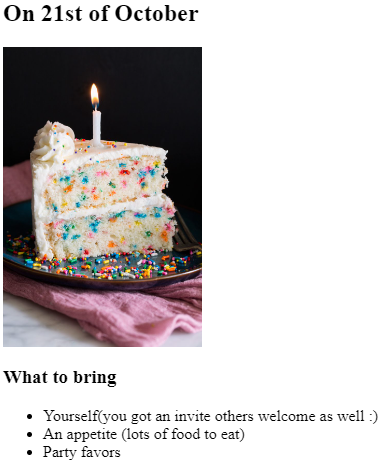 On 21st of October
What to bring
Yourself(you got an invite others welcome as well :)
An appetite (lots of food to eat)
Party favors